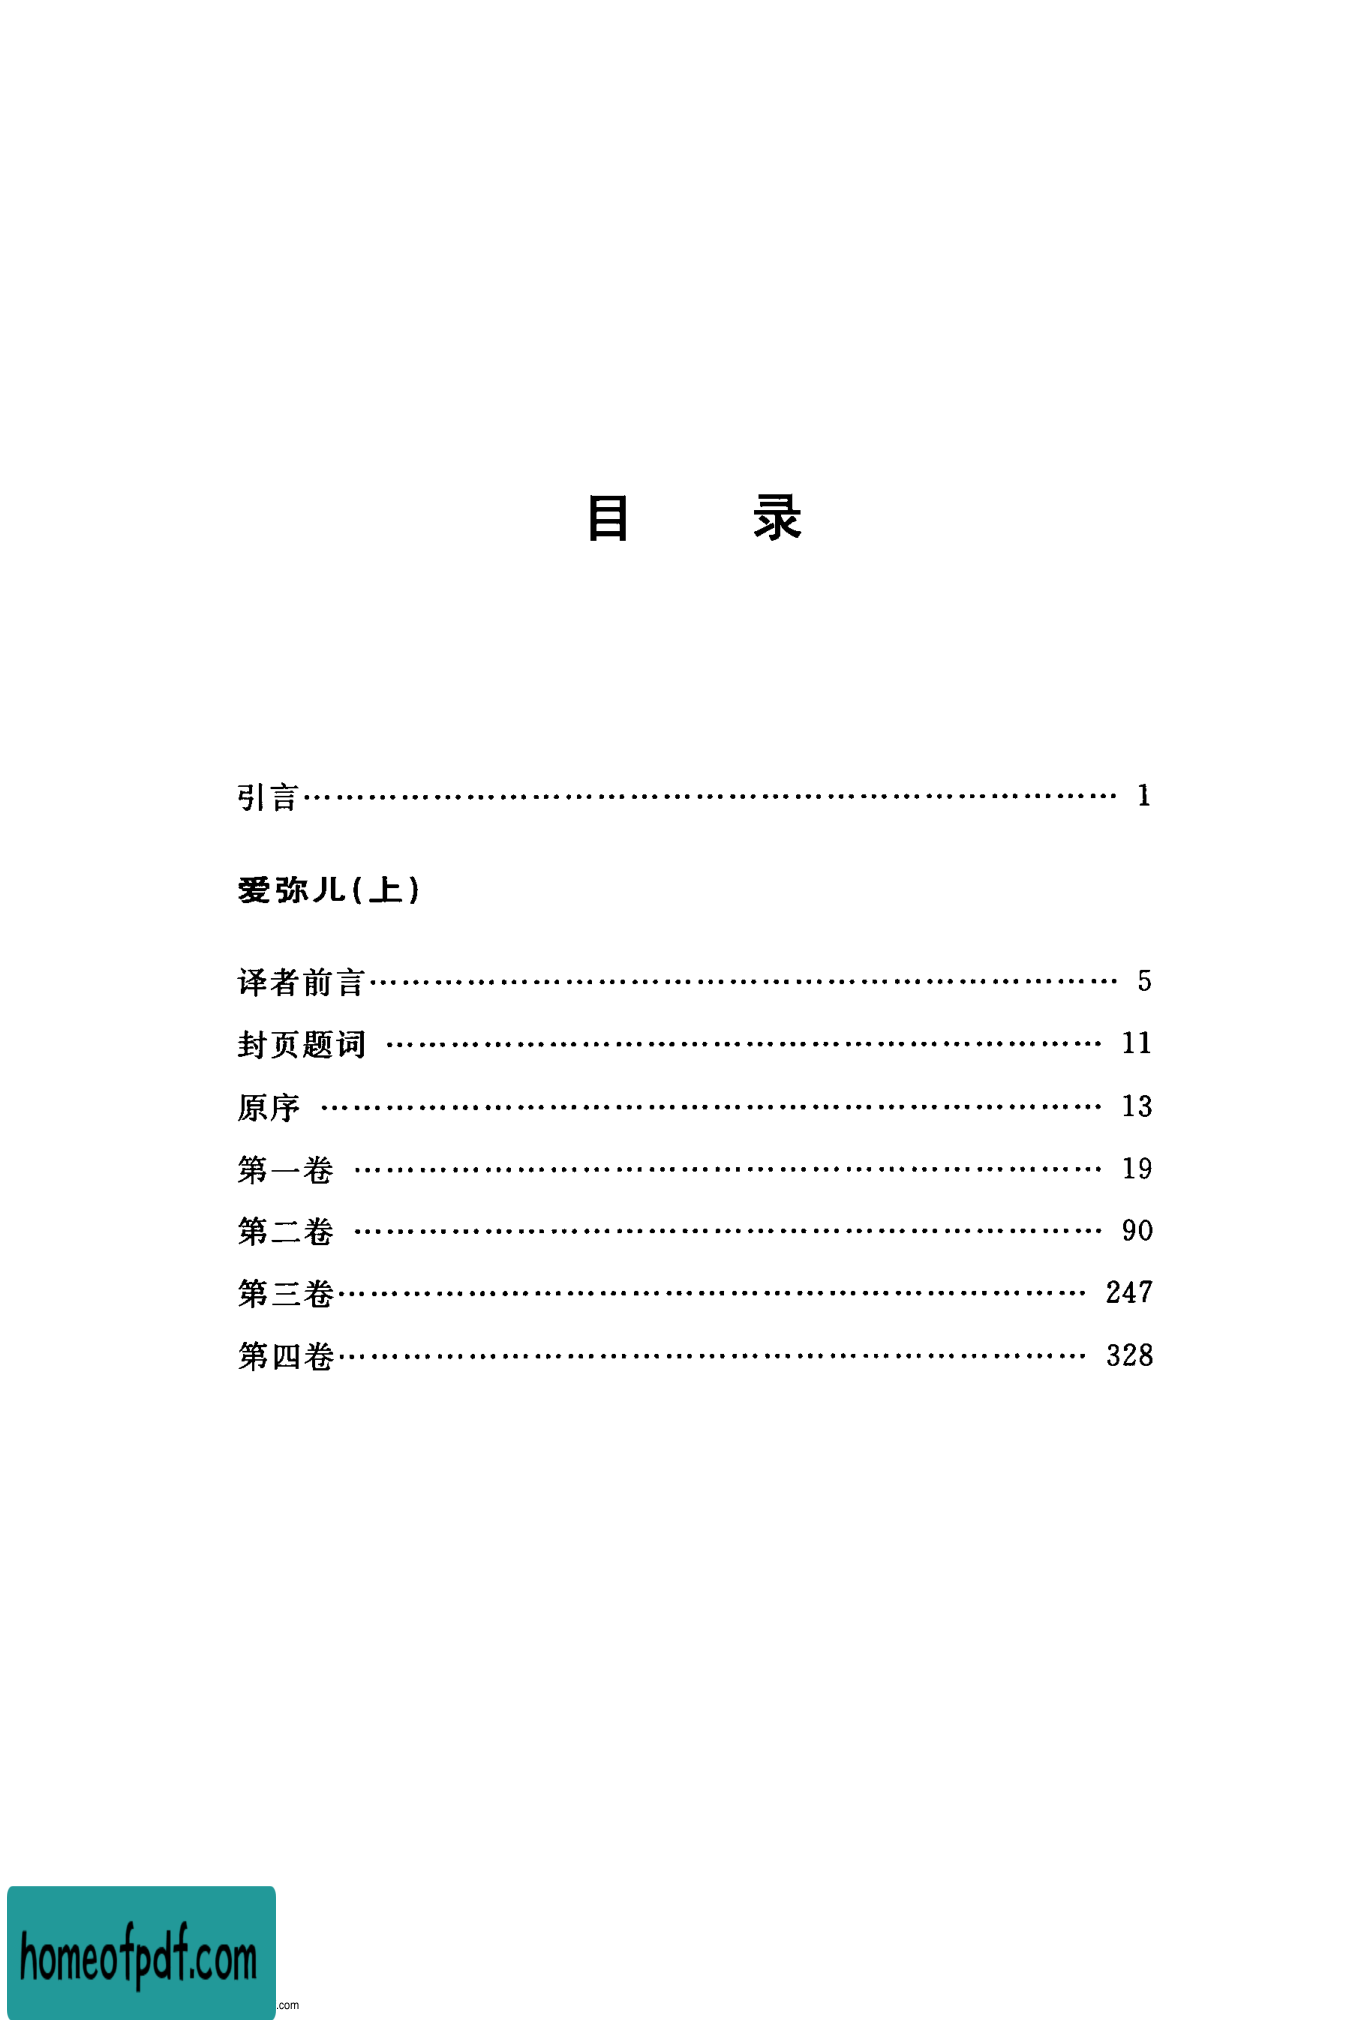 目 录
引言…………………………………………………………………… 1
爱弥儿(上)
译者前言……………………………………………………………… 5
封页题词 …………………………………………………………… 11
原序 ………………………………………………………………… 13
第一卷 ……………………………………………………………… 19
第二卷 ……………………………………………………………… 90
第三卷……………………………………………………………… 247
第四卷……………………………………………………………… 328
homeofpdf.com
.com